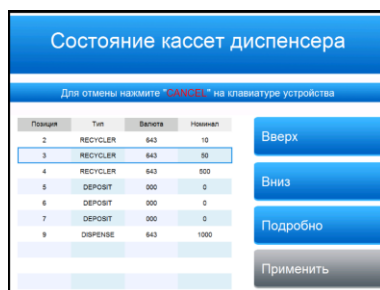 Состояние кассет диспенсера
Для отмены нажмите "CANCEL" на клавиатуре устройства
Позиция Тип Валюта Номинал
2 RECYCLER 643 10
3 RECYCLER 643 50
4 RECYCLER 643 500
5 DEPOSIT 000 0
6 DEPOSIT 000 0
7 DEPOSIT 000 0
9 DISPENSE 643 1000
Вверх
Вниз
Подробно
Применить